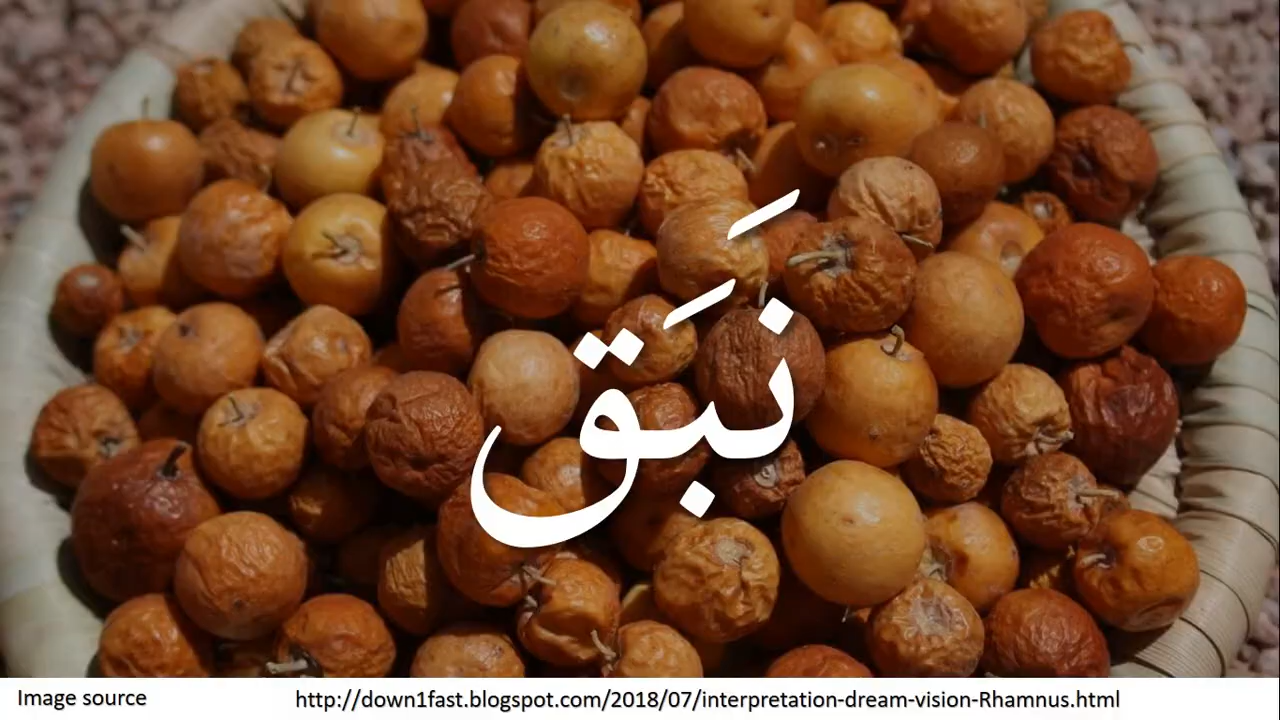 نَبَق
Image source http://down1fast.blogspot.com/2018/07/interpretation-dream-vision-Rhamnus.html